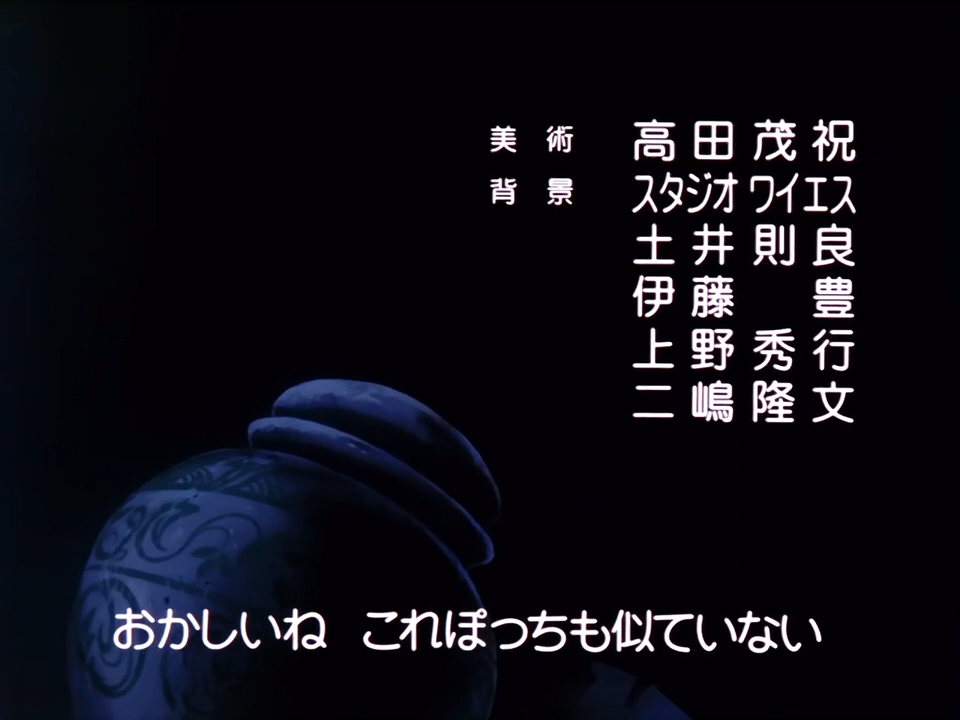 美術 高田茂祝
背景 スタジオワイエス
土井則良
伊藤 豊
上野秀行
二嶋隆文
おかしいね これぽっちも似ていない